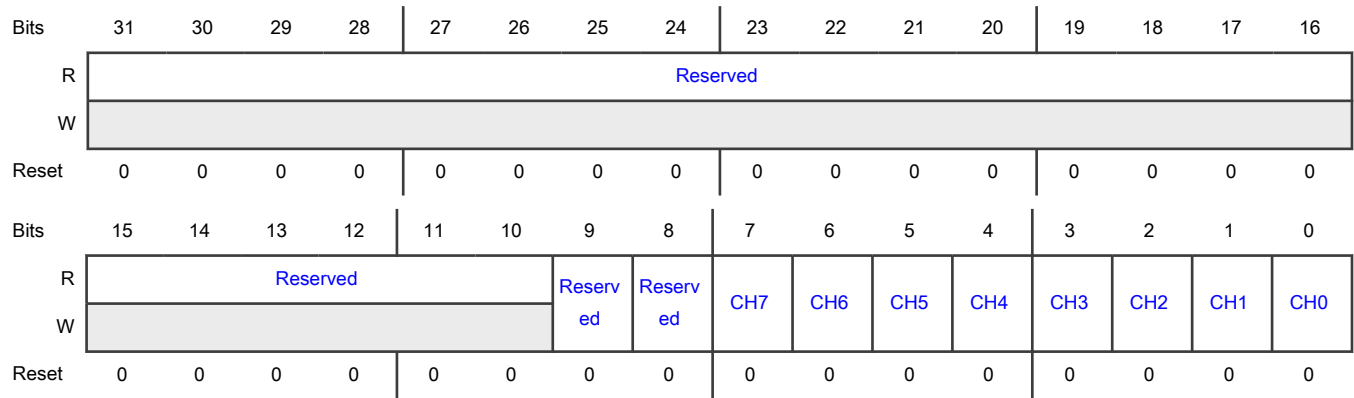 Bits 31 30 29 28 27 26 25 24 23 22 21 20 19 18 17 16
R Reserved
W
Reset 0 0 0 0 0 0 0 0 0 0 0 0 0 0 0 0
Bits 15 14 13 12 11 10 9 8 7 6 5 4 3 2 1 0
R Reserved Reserv Reserv CH7 CH6 CH5 CH4 CH3 CH2 CH1 CH0
W ed ed
Reset 0 0 0 0 0 0 0 0 0 0 0 0 0 0 0 0